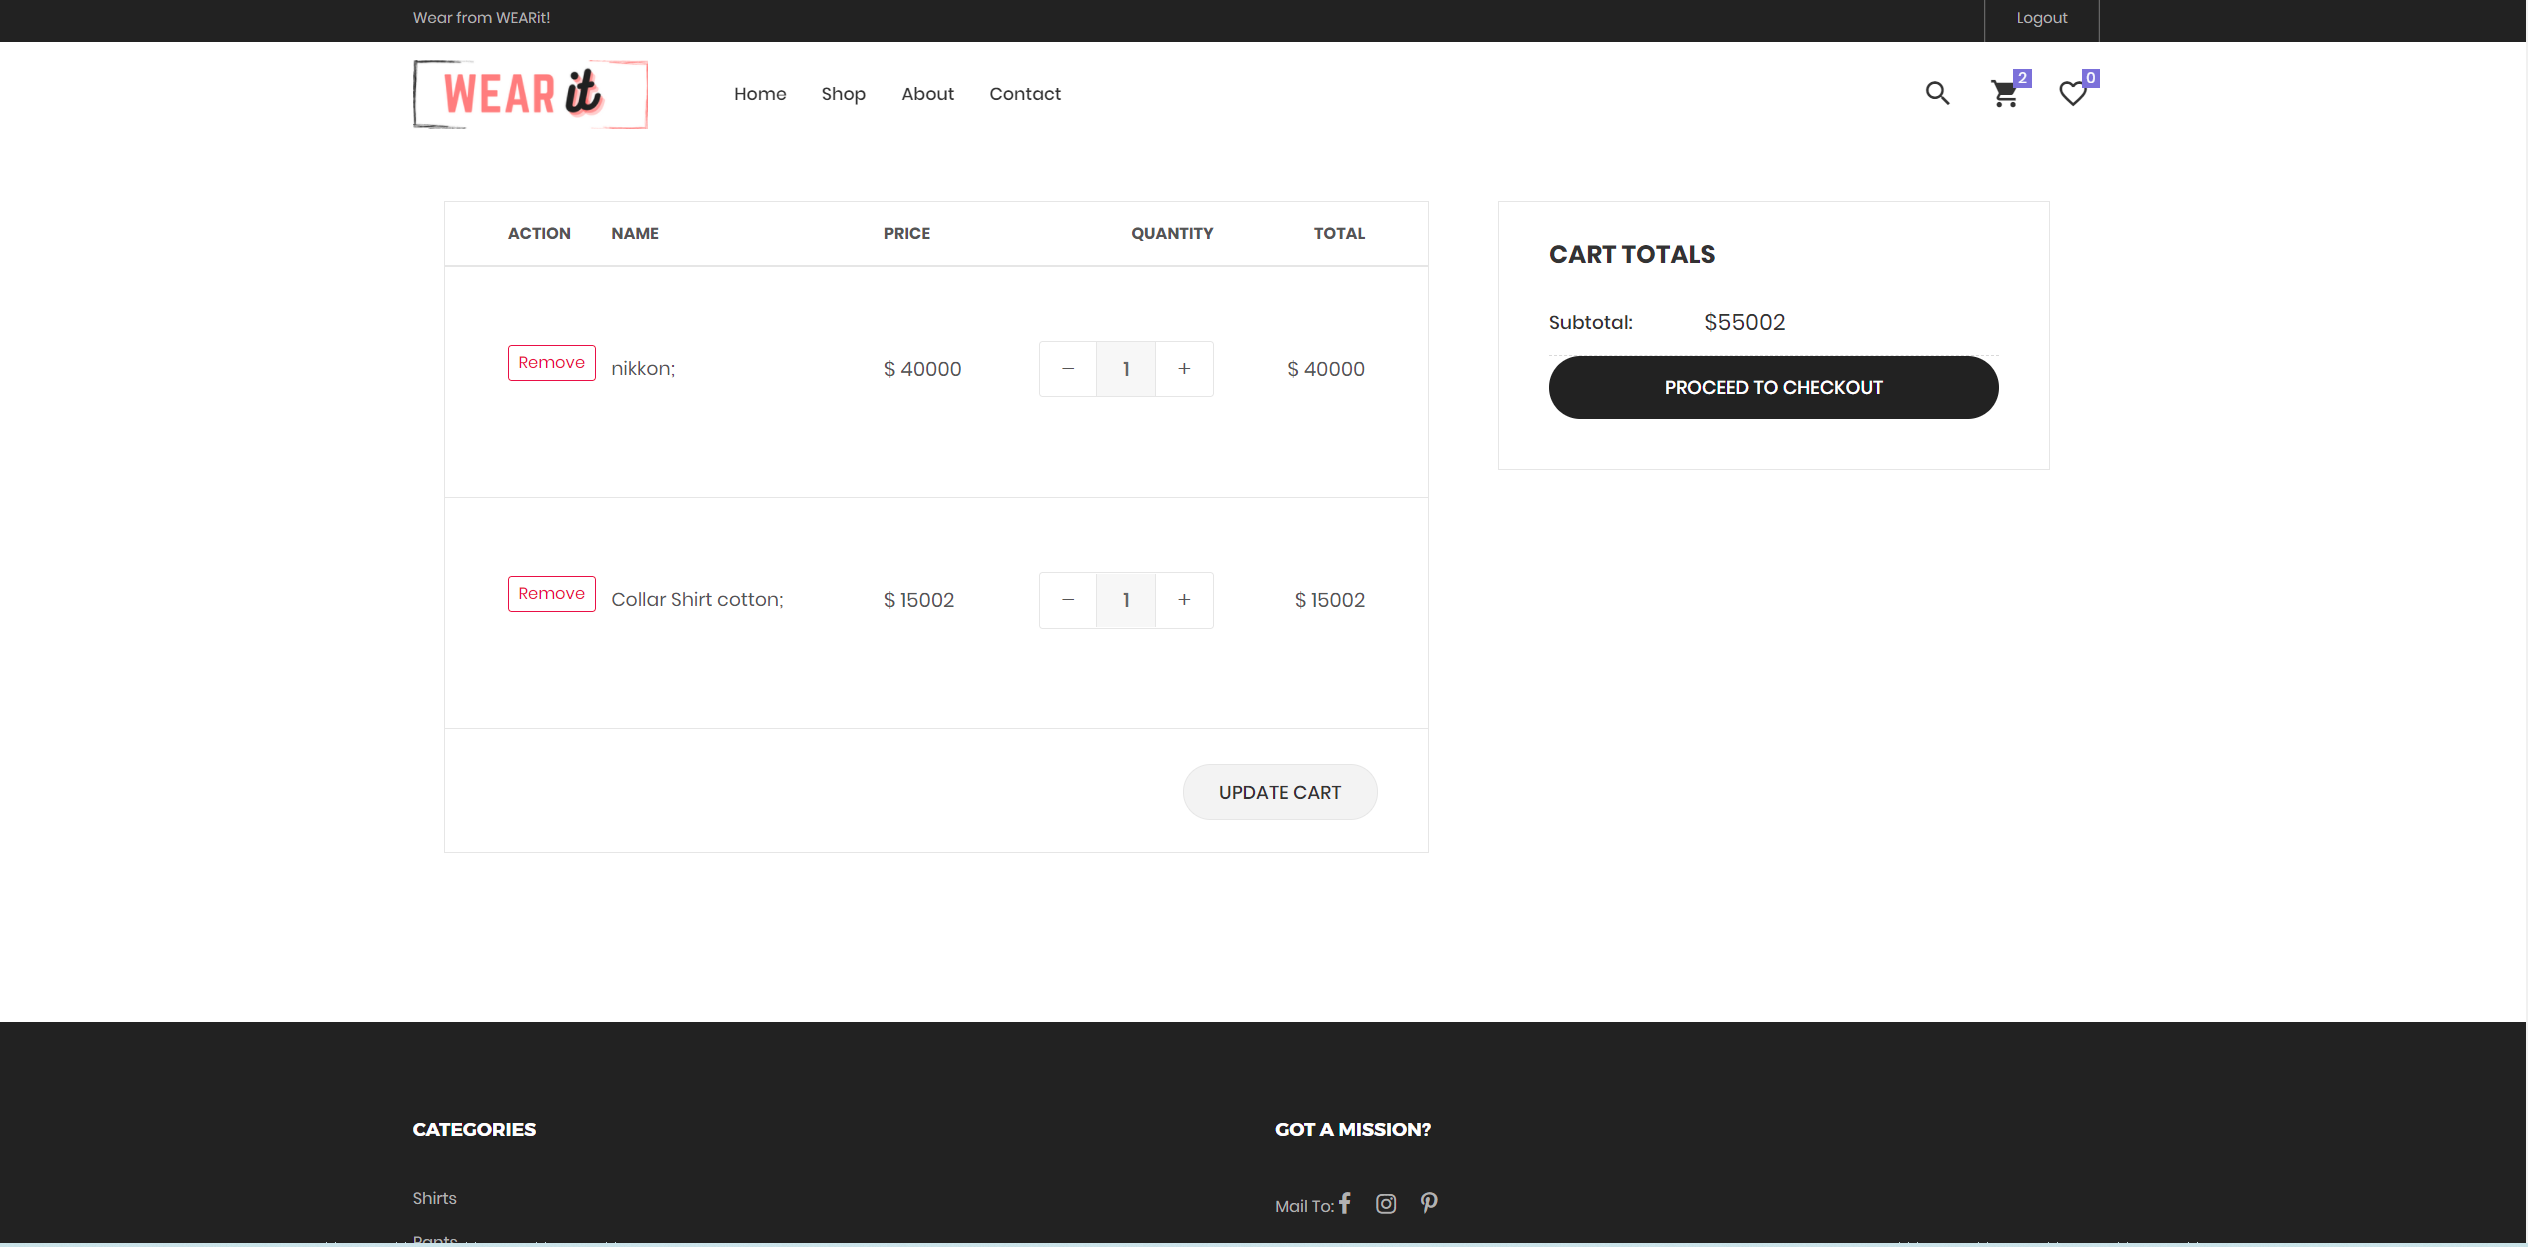 Wear from WEARit!
Logout
WEAR it
Home Shop About Contact
2
0
ACTION NAME PRICE QUANTITY TOTAL
Remove nikkon; $ 40000 − 1 + $ 40000
Remove Collar Shirt cotton; $ 15002 − 1 + $ 15002
UPDATE CART
CART TOTALS
Subtotal: $55002
PROCEED TO CHECKOUT
CATEGORIES
Shirts
Pants
GOT A MISSION?
Mail To: